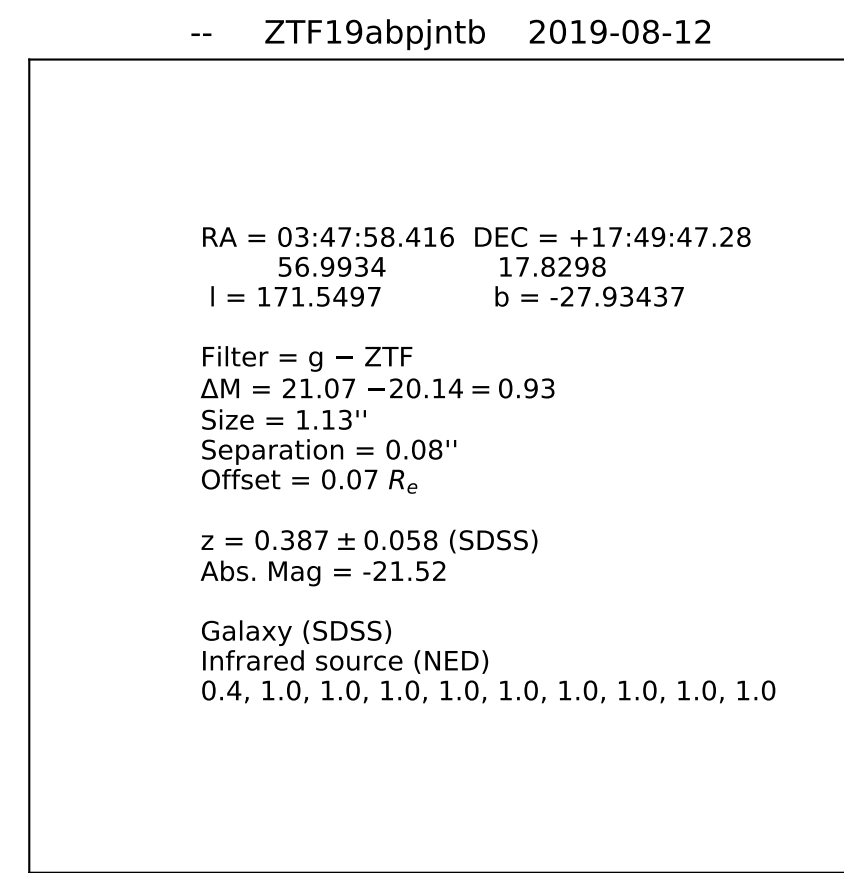 -- ZTF19abpjntb 2019-08-12
RA = 03:47:58.416 DEC = +17:49:47.28
56.9934 17.8298
l = 171.5497 b = -27.93437
Filter = g − ZTF
ΔM = 21.07 −20.14 = 0.93
Size = 1.13''
Separation = 0.08''
Offset = 0.07 Rₑ
z = 0.387 ± 0.058 (SDSS)
Abs. Mag = -21.52
Galaxy (SDSS)
Infrared source (NED)
0.4, 1.0, 1.0, 1.0, 1.0, 1.0, 1.0, 1.0, 1.0, 1.0